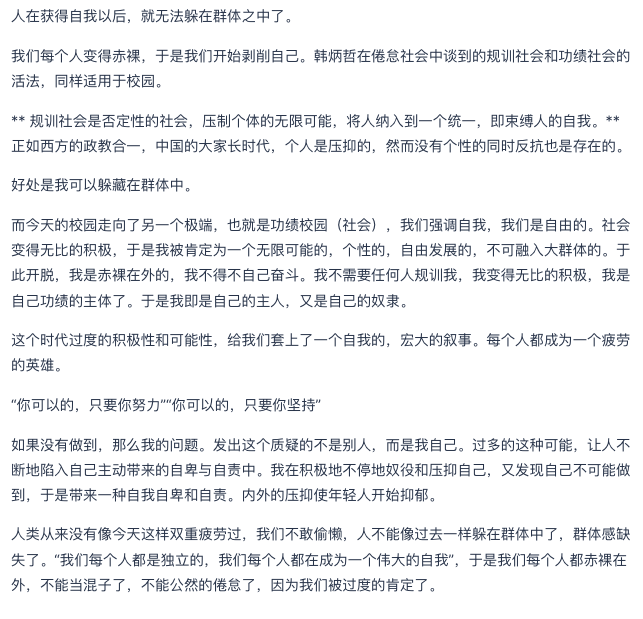 人在获得自我以后，就无法躲在群体之中了。
我们每个人变得赤裸，于是我们开始剥削自己。韩炳哲在倦怠社会中谈到的规训社会和功绩社会的
活法，同样适用于校园。
** 规训社会是否定性的社会，压制个体的无限可能，将人纳入到一个统一，即束缚人的自我。**
正如西方的政教合一，中国的大家长时代，个人是压抑的，然而没有个性的同时反抗也是存在的。
好处是我可以躲藏在群体中。
而今天的校园走向了另一个极端，也就是功绩校园（社会），我们强调自我，我们是自由的。社会
变得无比的积极，于是我被肯定为一个无限可能的，个性的，自由发展的，不可融入大群体的。于
此开脱，我是赤裸在外的，我不得不自己奋斗。我不需要任何人规训我，我变得无比的积极，我是
自己功绩的主体了。于是我即是自己的主人，又是自己的奴隶。
这个时代过度的积极性和可能性，给我们套上了一个自我的，宏大的叙事。每个人都成为一个疲劳
的英雄。
“你可以的，只要你努力”“你可以的，只要你坚持”
如果没有做到，那么我的问题。发出这个质疑的不是别人，而是我自己。过多的这种可能，让人不
断地陷入自己主动带来的自卑与自责中。我在积极地不停地奴役和压抑自己，又发现自己不可能做
到，于是带来一种自我自卑和自责。内外的压抑使年轻人开始抑郁。
人类从来没有像今天这样双重疲劳过，我们不敢偷懒，人不能像过去一样躲在群体中了，群体感缺
失了。“我们每个人都是独立的，我们每个人都在成为一个伟大的自我”，于是我们每个人都赤裸在
外，不能当混子了，不能公然的倦怠了，因为我们被过度的肯定了。